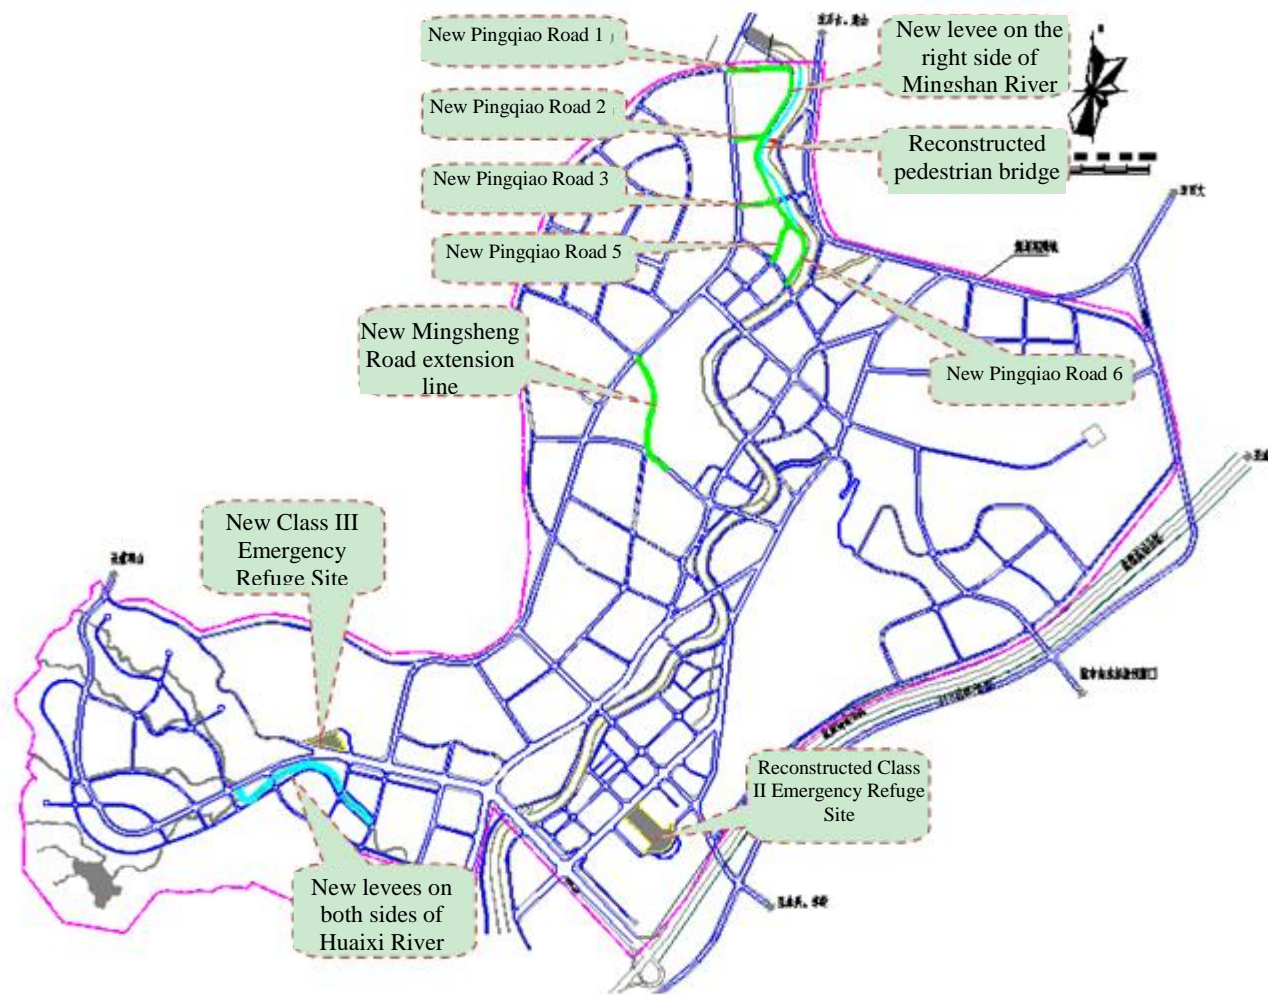 New Pingqiao Road 1
New levee on the
right side of
Mingshan River
New Pingqiao Road 2
Reconstructed
pedestrian bridge
New Pingqiao Road 3
New Pingqiao Road 5
New Mingsheng
Road extension
line
New Pingqiao Road 6
New Class III
Emergency
Refuge Site
Reconstructed Class
II Emergency Refuge
Site
New levees on
both sides of
Huaixi River